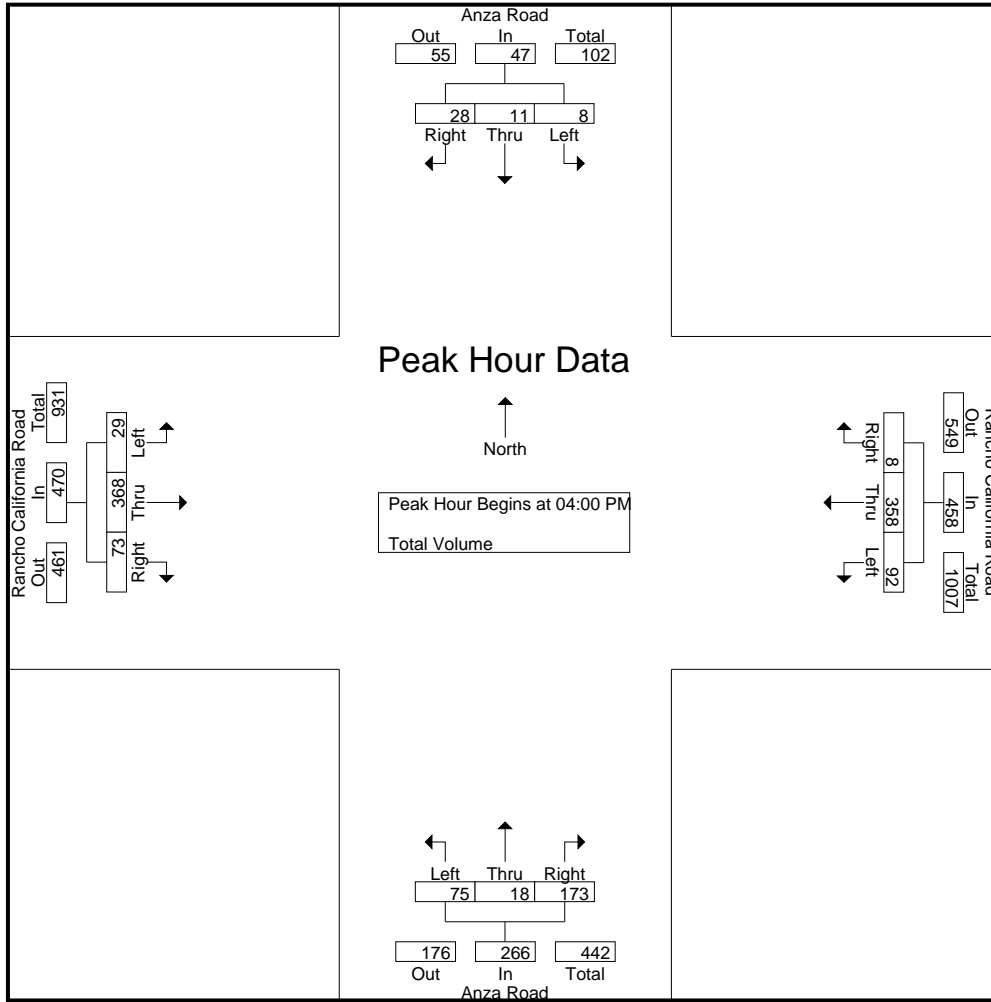 Anza Road
Out In Total
55 47 102
28 11 8
Right Thru Left
Peak Hour Data
North
Peak Hour Begins at 04:00 PM
Total Volume
Rancho California Road
Total In Out
931 470 461
29 368 73
Left Thru Right
Rancho California Road
Out In Total
549 458 1007
8 358 92
Right Thru Left
Left Thru Right
75 18 173
176 266 442
Out In Total
Anza Road